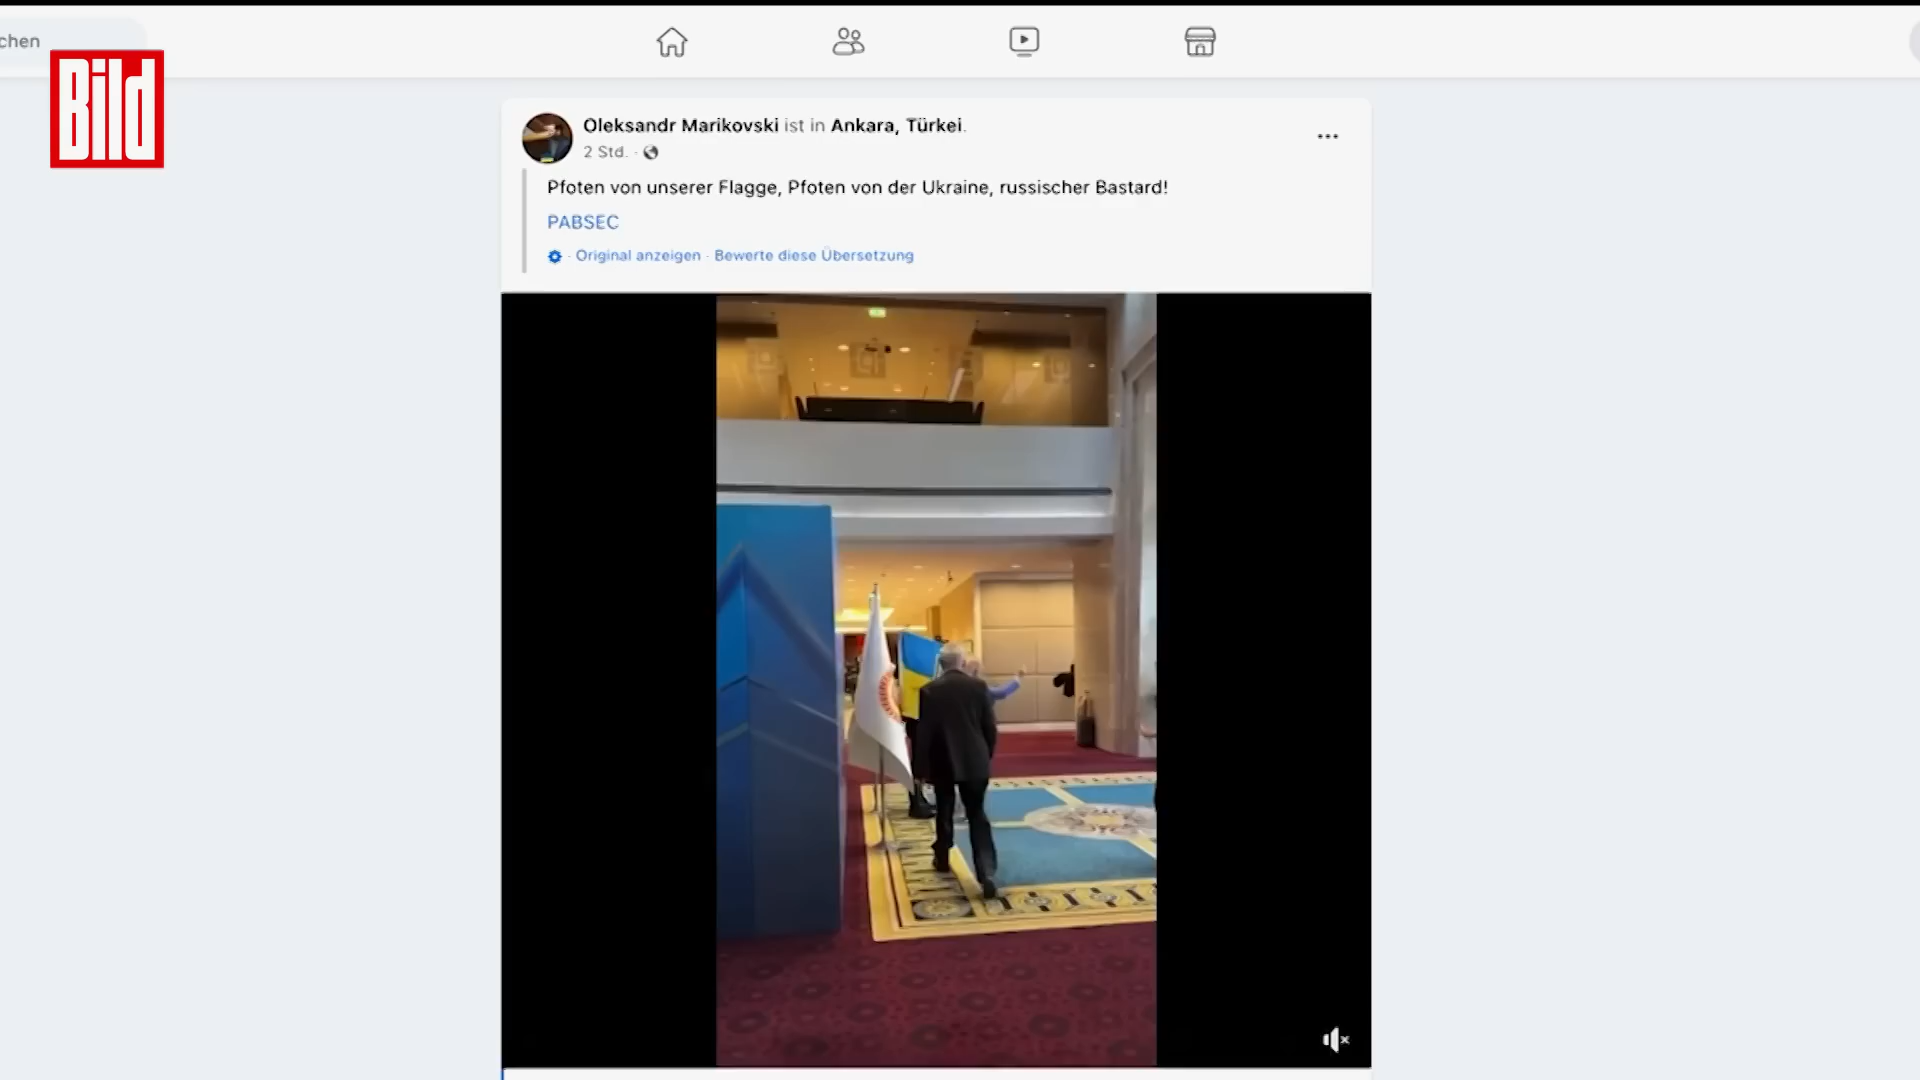 chen
Bild
Oleksandr Marikovski ist in Ankara, Türkei.
2 Std. ·
Pfoten von unserer Flagge, Pfoten von der Ukraine, russischer Bastard!
PABSEC
· Original anzeigen · Bewerte diese Übersetzung